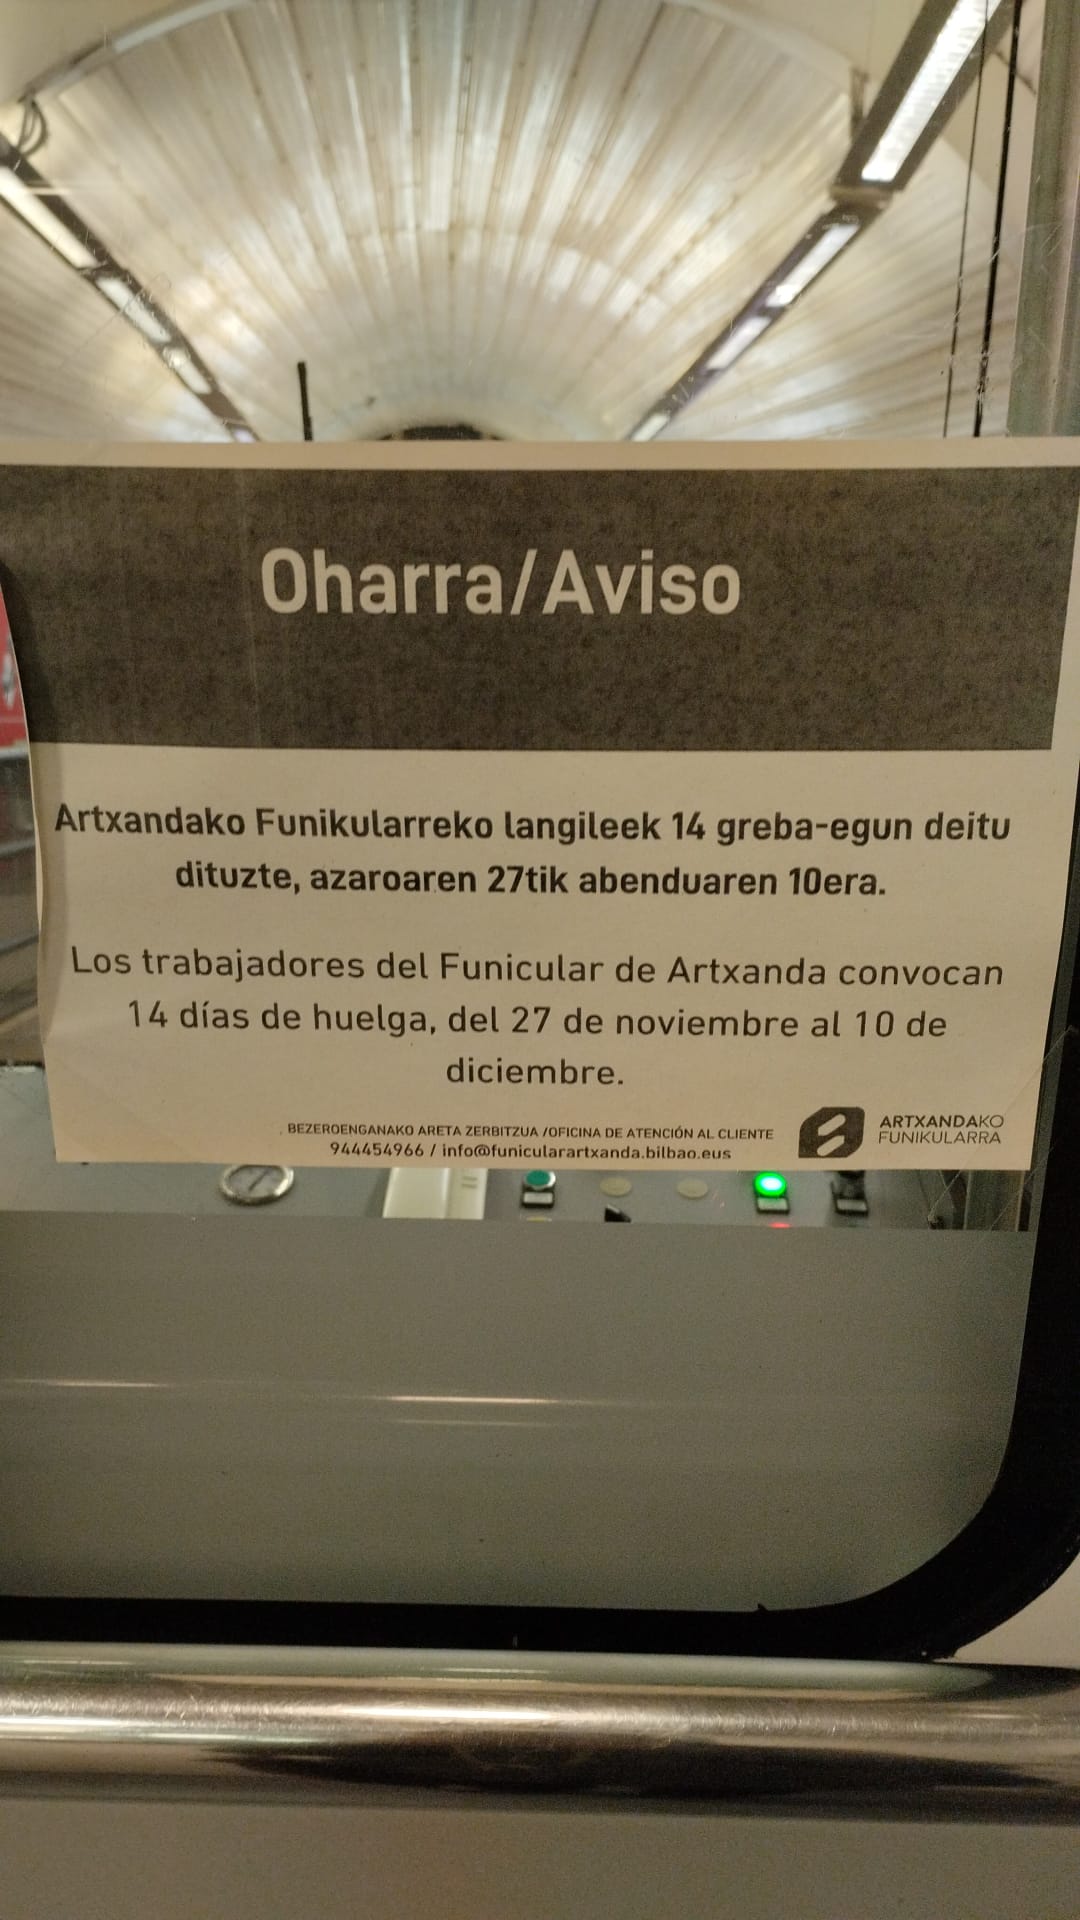 Oharra/Aviso
Artxandako Funikularreko langileek 14 greba-egun deitu
dituzte, azaroaren 27tik abenduaren 10era.
Los trabajadores del Funicular de Artxanda convocan
14 días de huelga, del 27 de noviembre al 10 de
diciembre.
BEZEROENGANAKO ARETA ZERBITZUA /OFICINA DE ATENCIÓN AL CLIENTE
944454966 / info@funicularartxanda.bilbao.eus
ARTXANDAKO
FUNIKULARRA